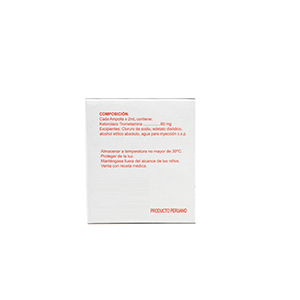 COMPOSICIÓN:
Cada Ampolla x 2mL contiene:
Ketorolaco Trometamina ............60 mg
Excipientes: Cloruro de sodio, edetato disódico,
alcohol etílico absoluto, agua para inyección c.s.p.
Almacenar a temperatura no mayor de 30ºC.
Proteger de la luz.
Manténgase fuera del alcance de los niños.
Venta con receta médica.
PRODUCTO PERUANO